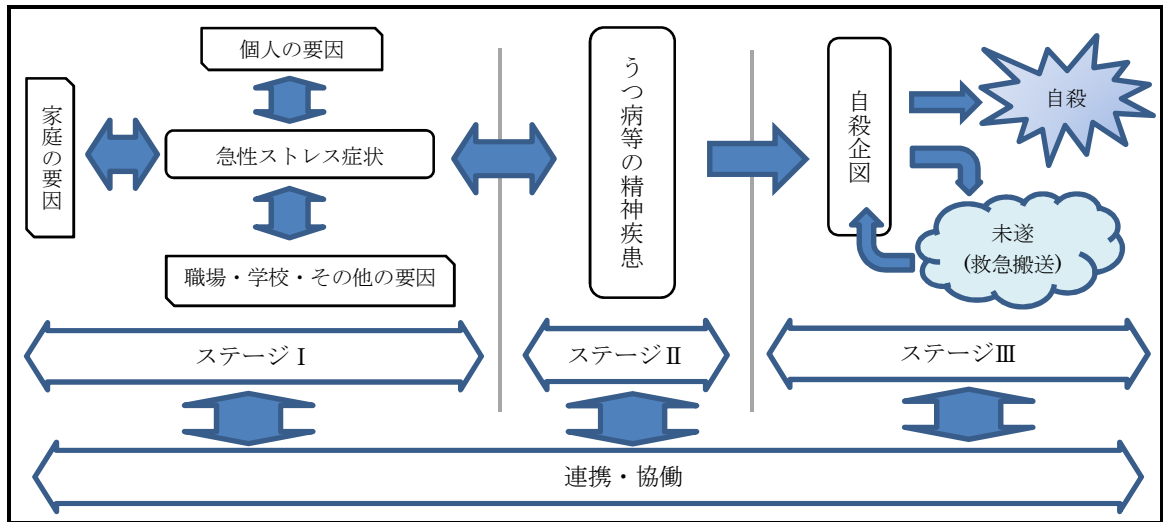 個人の要因
家庭の要因
急性ストレス症状
職場・学校・その他の要因
うつ病等の精神疾患
自殺企図
自殺
未遂
(救急搬送)
ステージⅠ
ステージⅡ
ステージⅢ
連携・協働